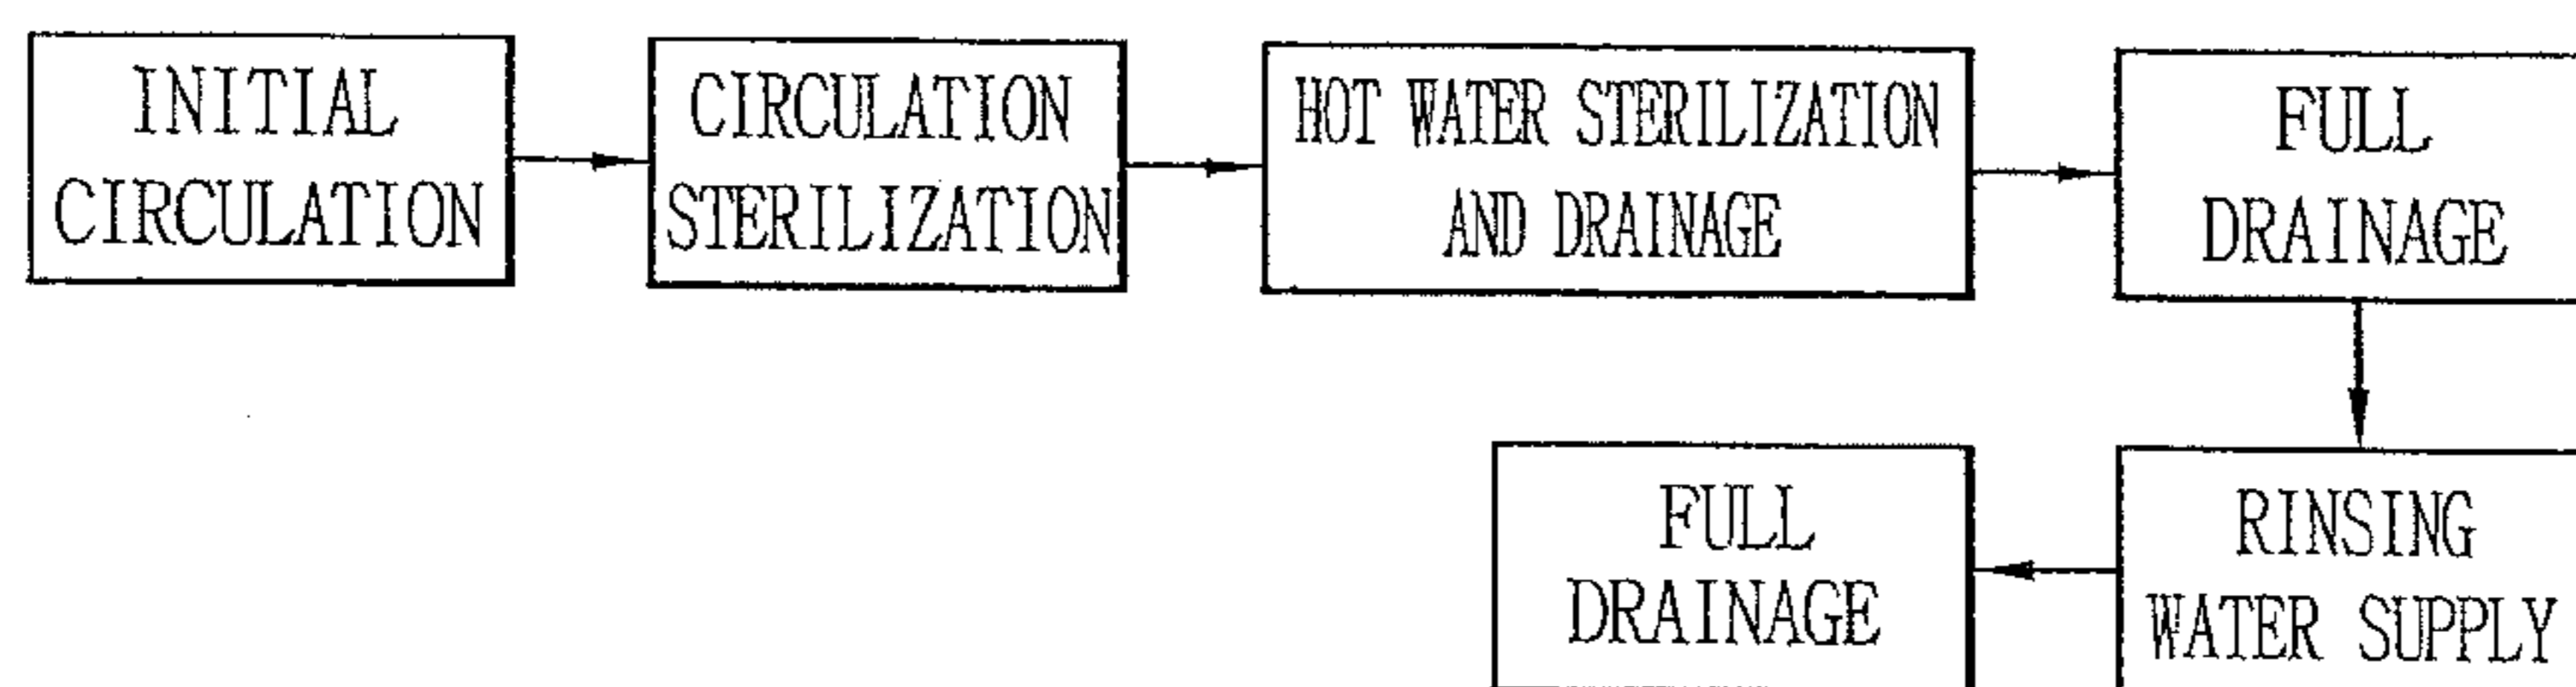 INITIAL
CIRCULATION
CIRCULATION
STERILIZATION
HOT WATER STERILIZATION
AND DRAINAGE
FULL
DRAINAGE
RINSING
WATER SUPPLY
FULL
DRAINAGE